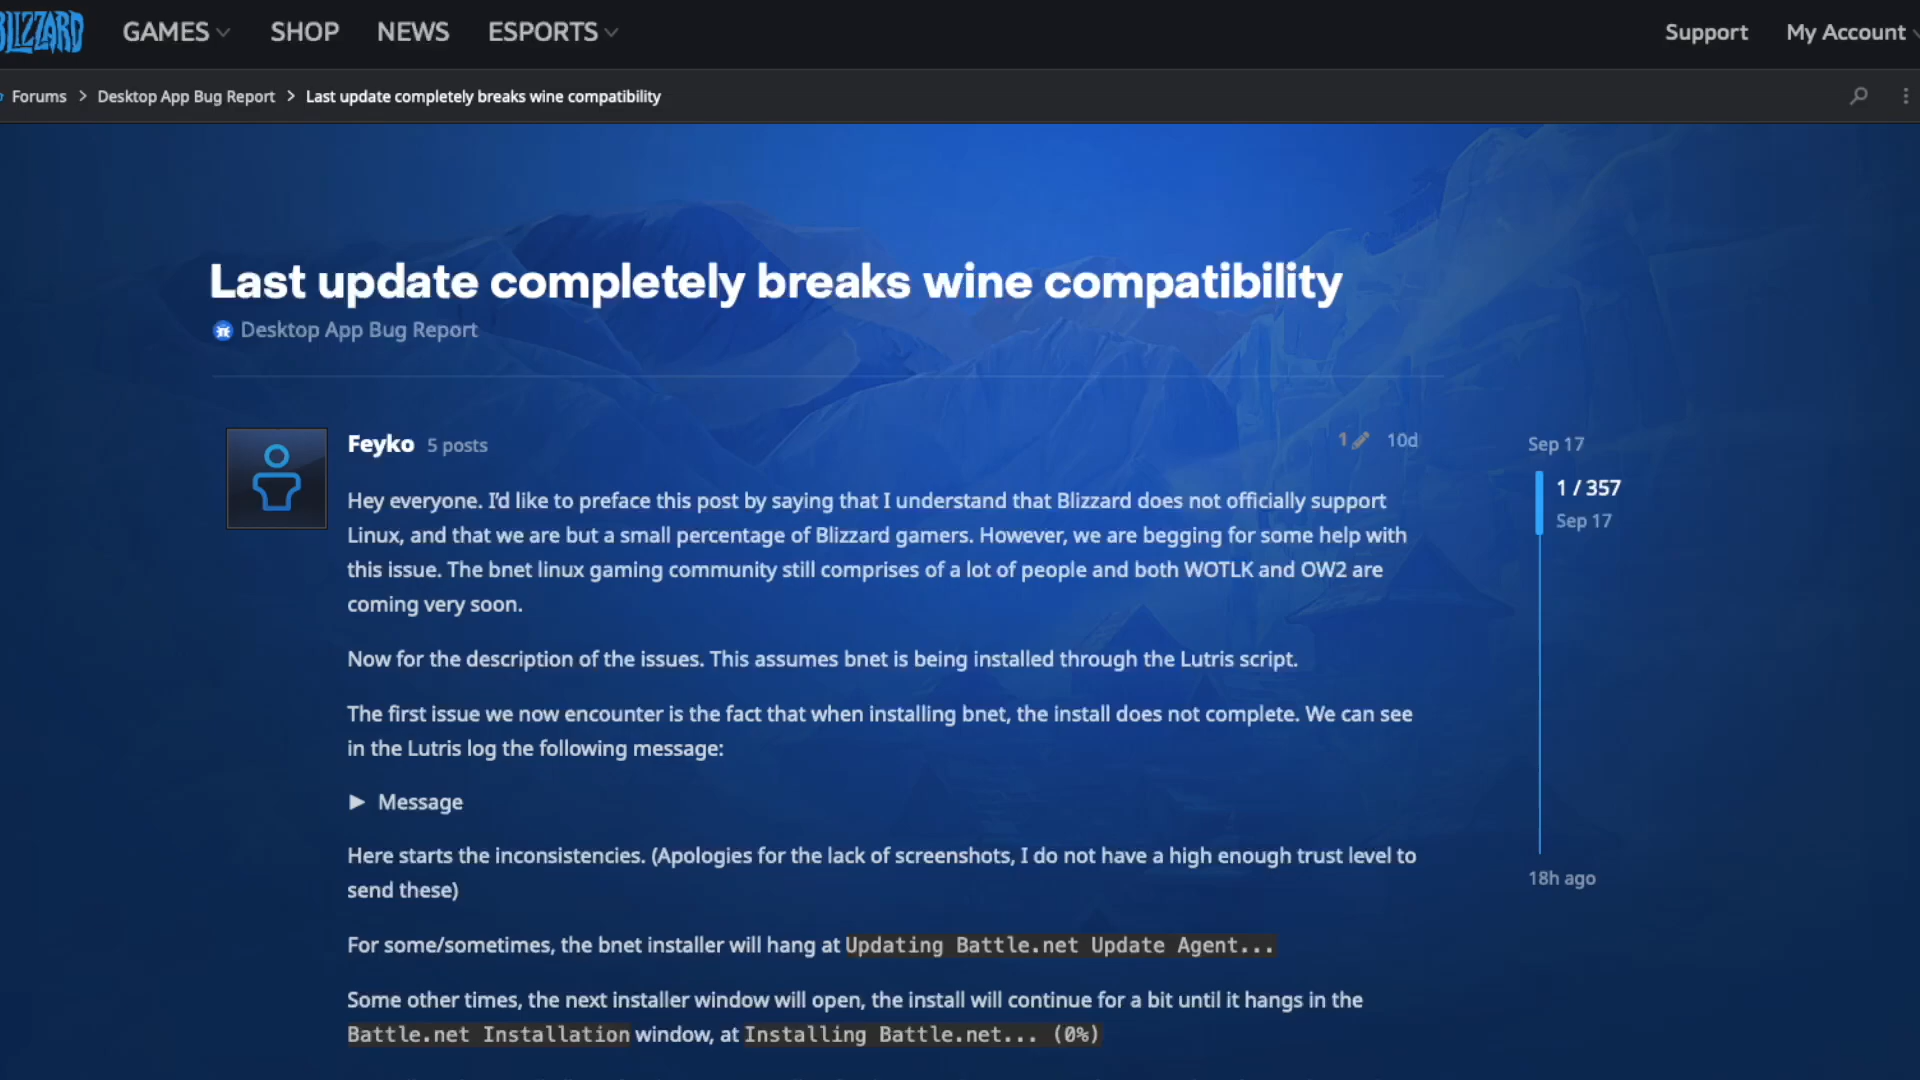 BLIZZARD GAMES SHOP NEWS ESPORTS Support My Account
Forums > Desktop App Bug Report > Last update completely breaks wine compatibility
Last update completely breaks wine compatibility
Desktop App Bug Report
Feyko 5 posts 1 10d
Hey everyone. I'd like to preface this post by saying that I understand that Blizzard does not officially support
Linux, and that we are but a small percentage of Blizzard gamers. However, we are begging for some help with
this issue. The bnet linux gaming community still comprises of a lot of people and both WOTLK and OW2 are
coming very soon.
Now for the description of the issues. This assumes bnet is being installed through the Lutris script.
The first issue we now encounter is the fact that when installing bnet, the install does not complete. We can see
in the Lutris log the following message:
▶ Message
Here starts the inconsistencies. (Apologies for the lack of screenshots, I do not have a high enough trust level to
send these)
For some/sometimes, the bnet installer will hang at Updating Battle.net Update Agent...
Some other times, the next installer window will open, the install will continue for a bit until it hangs in the
Battle.net Installation window, at Installing Battle.net... (0%)
Sep 17
1 / 357
Sep 17
18h ago